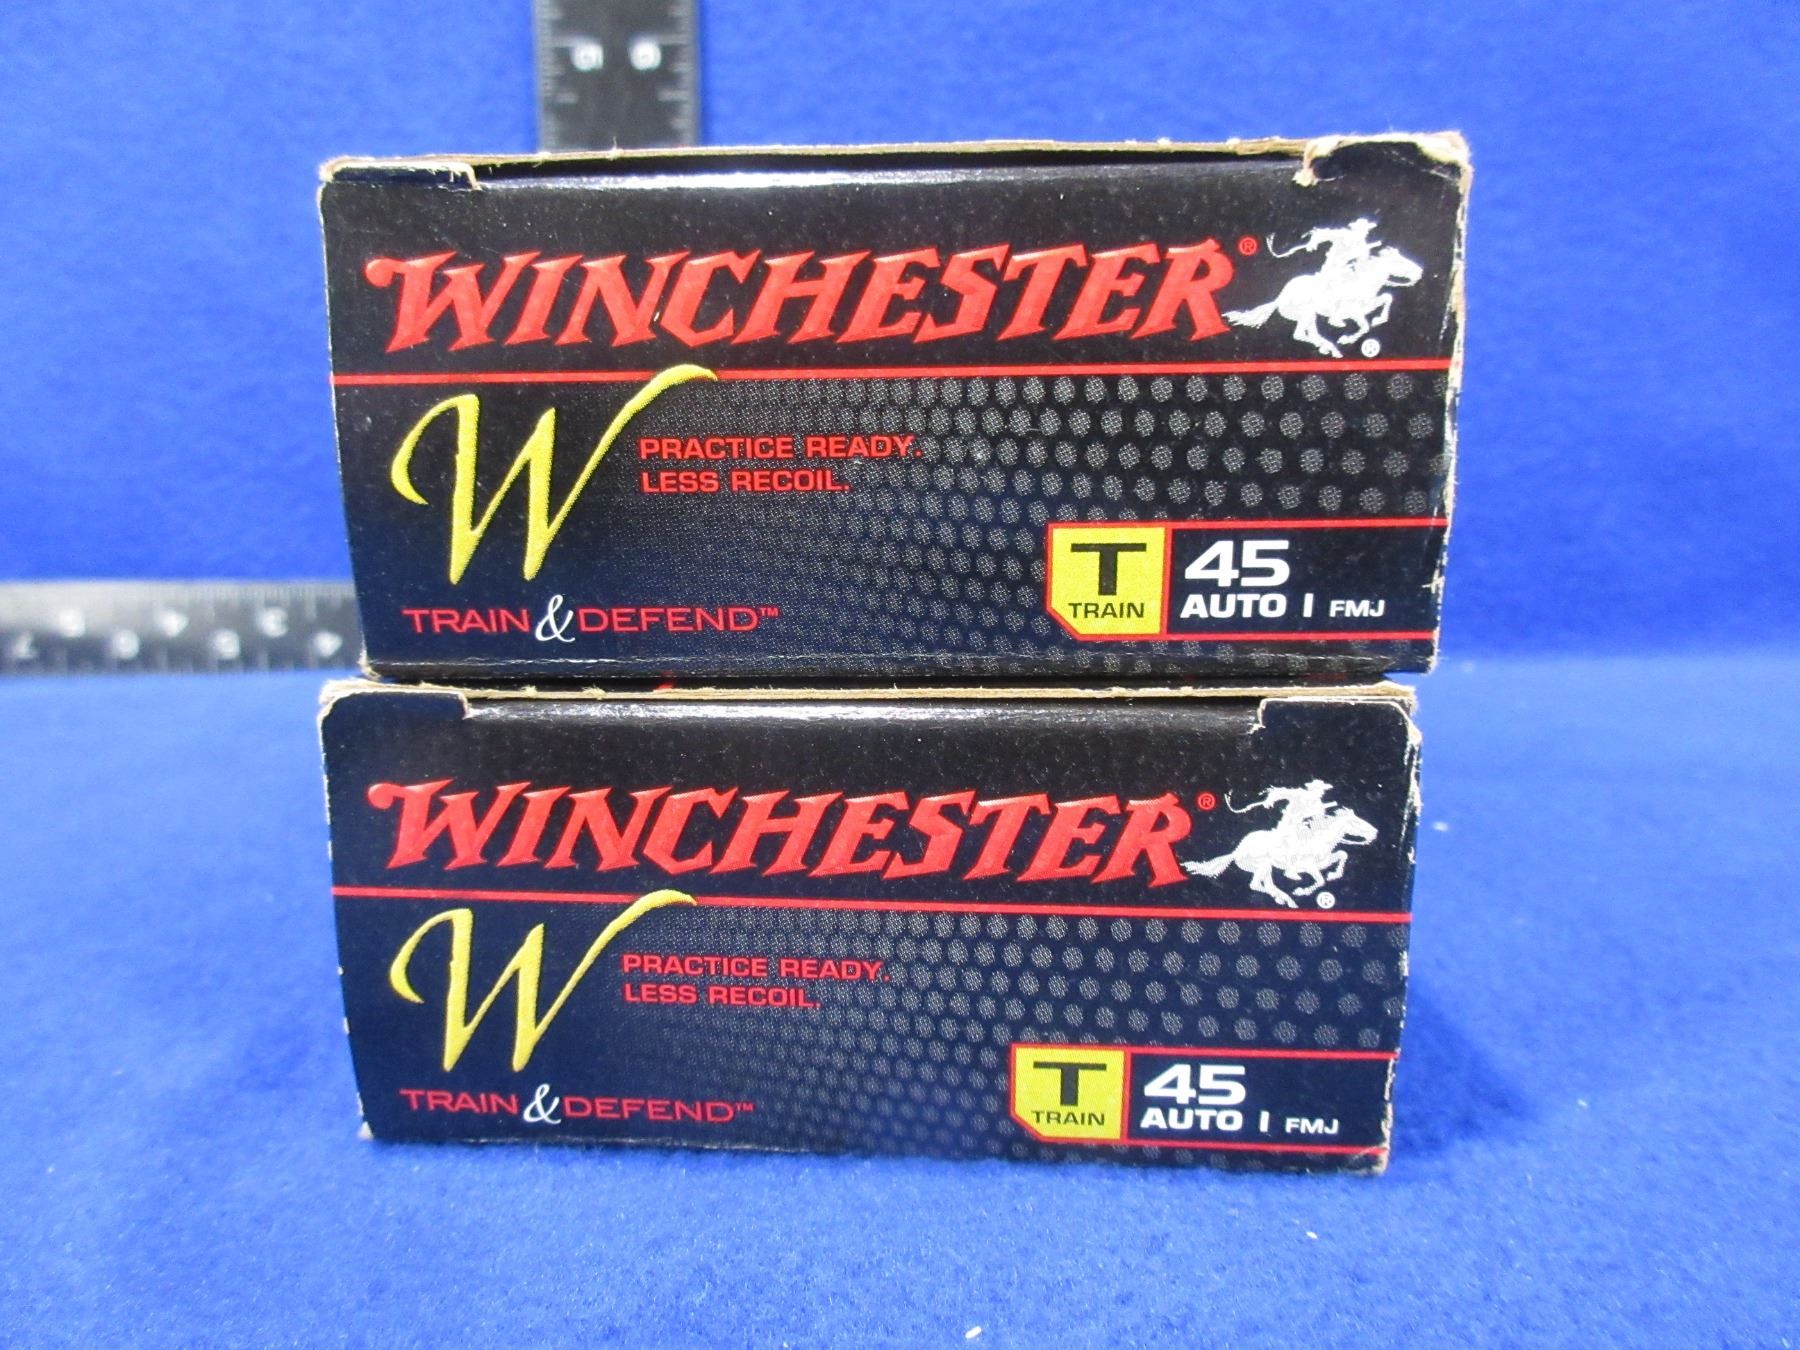 WINCHESTER®
®
W
PRACTICE READY.
LESS RECOIL.
TRAIN & DEFEND™
T
TRAIN
45
AUTO | FMJ
WINCHESTER®
®
W
PRACTICE READY.
LESS RECOIL.
TRAIN & DEFEND™
T
TRAIN
45
AUTO | FMJ